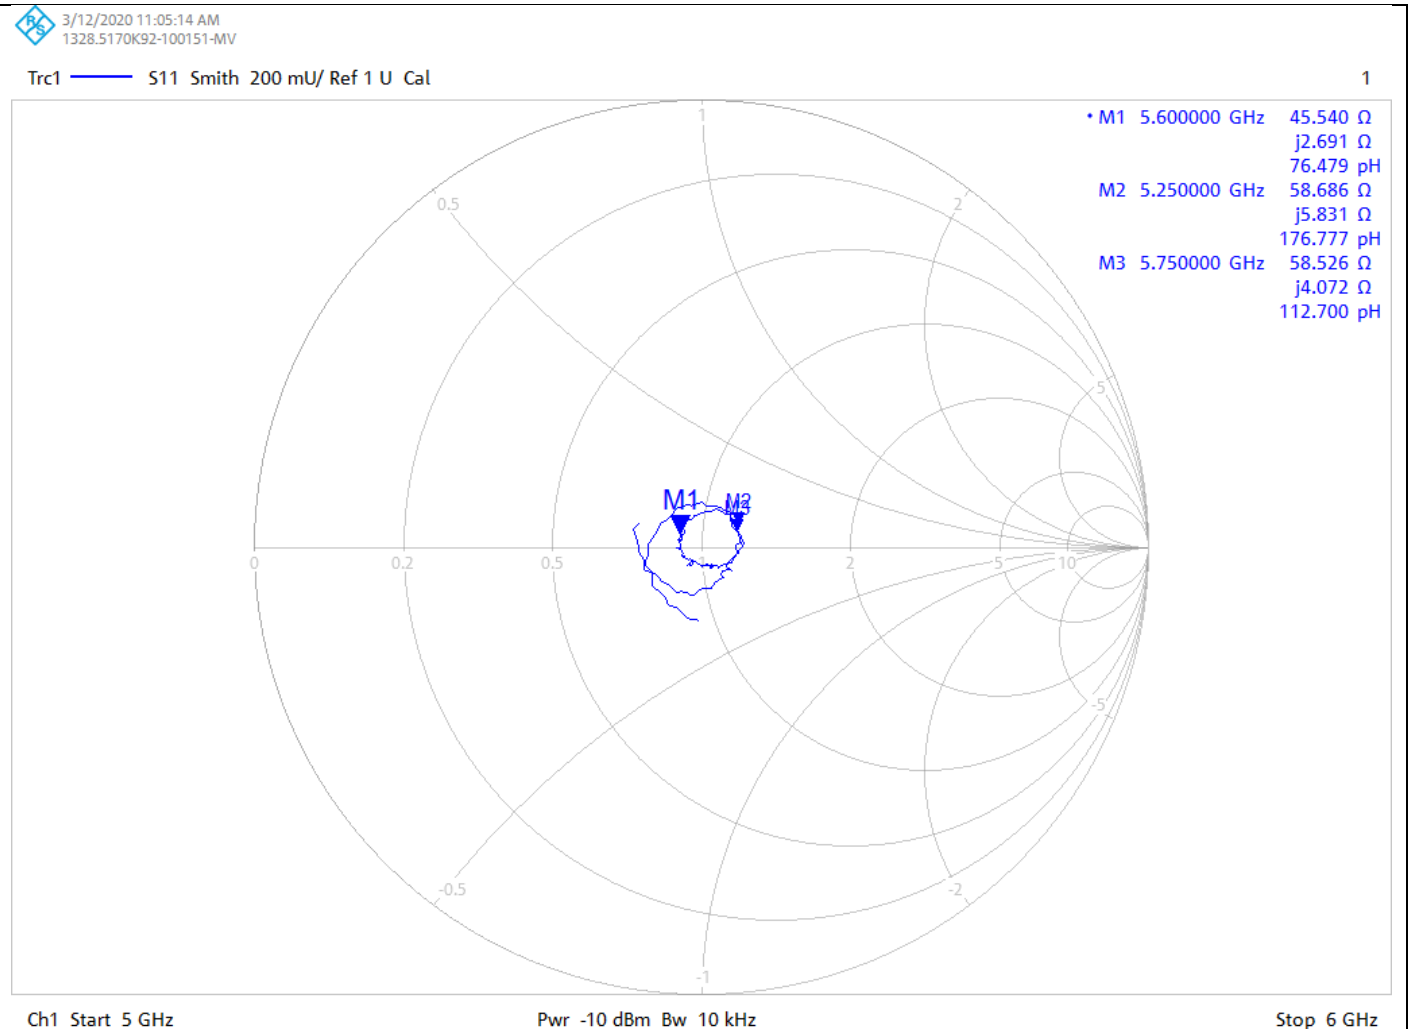 R&S
3/12/2020 11:05:14 AM
1328.5170K92-100151-MV
Trc1 S11 Smith 200 mU/ Ref 1 U Cal 1
• M1 5.600000 GHz 45.540 Ω
j2.691 Ω
76.479 pH
M2 5.250000 GHz 58.686 Ω
j5.831 Ω
176.777 pH
M3 5.750000 GHz 58.526 Ω
j4.072 Ω
112.700 pH
1
0.5 2
5
M1 M2
0 0.2 0.5 1 2 5 10
-5
-0.5 -2
-1
Ch1 Start 5 GHz Pwr -10 dBm Bw 10 kHz Stop 6 GHz